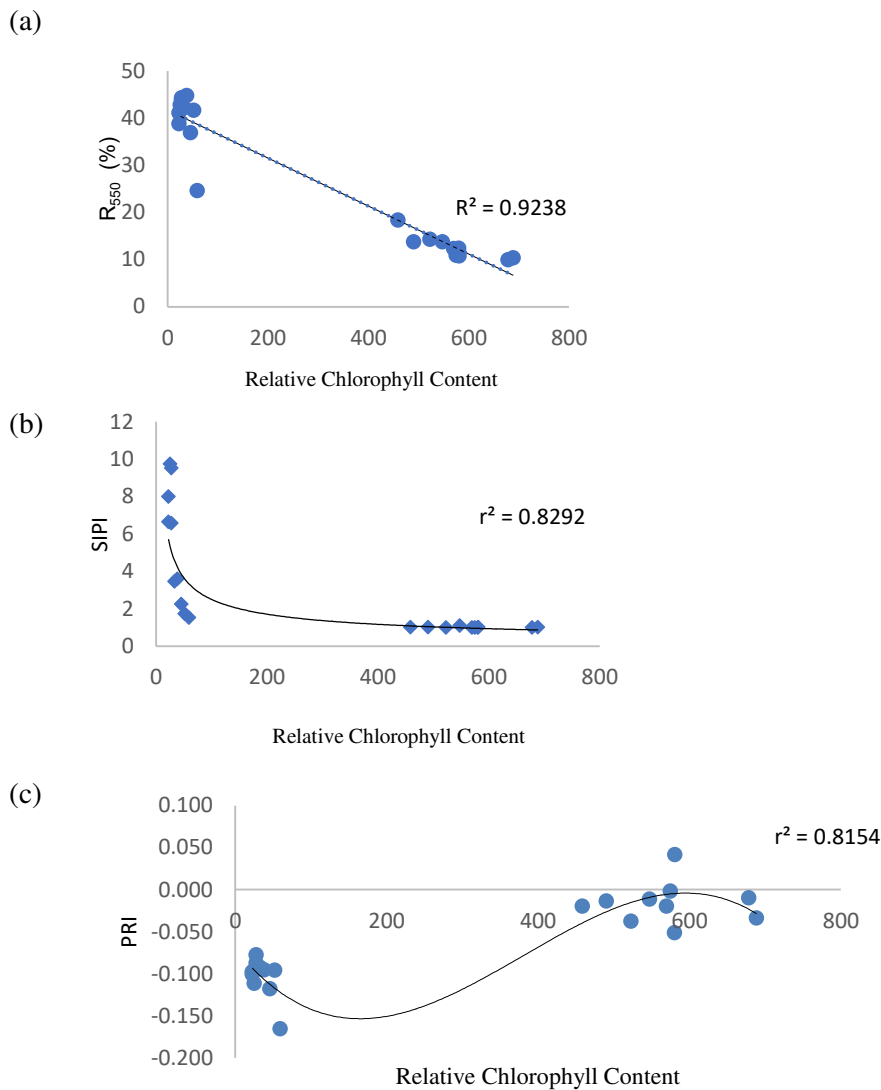 (a)
50
40
30
20
10
0
R₅₅₀ (%)
R² = 0.9238
0 200 400 600 800
Relative Chlorophyll Content
(b)
12
10
8
6
4
2
0
SIPI
r² = 0.8292
0 200 400 600 800
Relative Chlorophyll Content
(c)
0.100
0.050
0.000
-0.050
-0.100
-0.150
-0.200
PRI
r² = 0.8154
0 200 400 600 800
Relative Chlorophyll Content